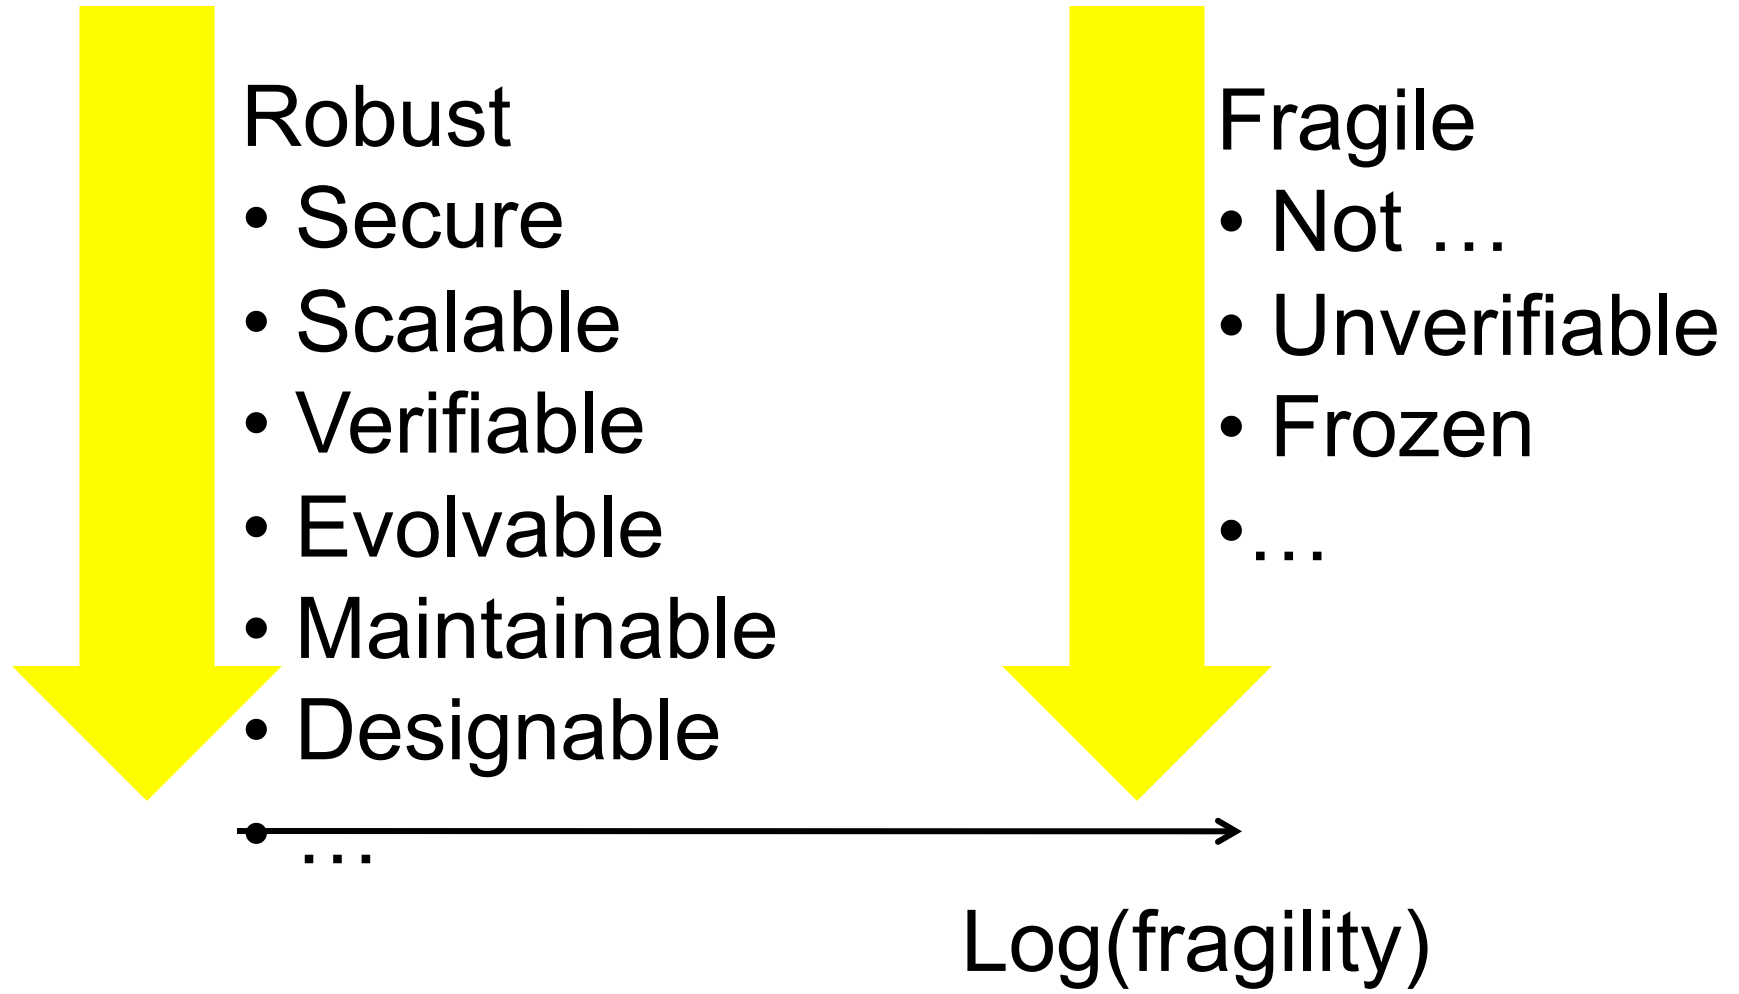 Robust
• Secure
• Scalable
• Verifiable
• Evolvable
• Maintainable
• Designable
• …
Fragile
• Not …
• Unverifiable
• Frozen
•…
Log(fragility)